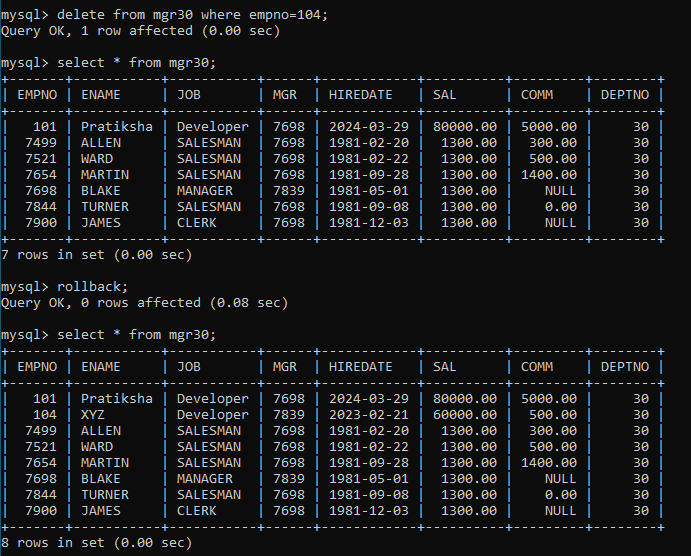 mysql> delete from mgr30 where empno=104;
Query OK, 1 row affected (0.00 sec)

mysql> select * from mgr30;
+-------+-----------+-----------+------+------------+----------+---------+--------+
| EMPNO | ENAME     | JOB       | MGR  | HIREDATE   | SAL      | COMM    | DEPTNO |
+-------+-----------+-----------+------+------------+----------+---------+--------+
|   101 | Pratiksha | Developer | 7698 | 2024-03-29 | 80000.00 | 5000.00 |     30 |
|  7499 | ALLEN     | SALESMAN  | 7698 | 1981-02-20 |  1300.00 |  300.00 |     30 |
|  7521 | WARD      | SALESMAN  | 7698 | 1981-02-22 |  1300.00 |  500.00 |     30 |
|  7654 | MARTIN    | SALESMAN  | 7698 | 1981-09-28 |  1300.00 | 1400.00 |     30 |
|  7698 | BLAKE     | MANAGER   | 7839 | 1981-05-01 |  1300.00 |    NULL |     30 |
|  7844 | TURNER    | SALESMAN  | 7698 | 1981-09-08 |  1300.00 |    0.00 |     30 |
|  7900 | JAMES     | CLERK     | 7698 | 1981-12-03 |  1300.00 |    NULL |     30 |
+-------+-----------+-----------+------+------------+----------+---------+--------+
7 rows in set (0.00 sec)

mysql> rollback;
Query OK, 0 rows affected (0.08 sec)

mysql> select * from mgr30;
+-------+-----------+-----------+------+------------+----------+---------+--------+
| EMPNO | ENAME     | JOB       | MGR  | HIREDATE   | SAL      | COMM    | DEPTNO |
+-------+-----------+-----------+------+------------+----------+---------+--------+
|   101 | Pratiksha | Developer | 7698 | 2024-03-29 | 80000.00 | 5000.00 |     30 |
|   104 | XYZ       | Developer | 7839 | 2023-02-21 | 60000.00 |  500.00 |     30 |
|  7499 | ALLEN     | SALESMAN  | 7698 | 1981-02-20 |  1300.00 |  300.00 |     30 |
|  7521 | WARD      | SALESMAN  | 7698 | 1981-02-22 |  1300.00 |  500.00 |     30 |
|  7654 | MARTIN    | SALESMAN  | 7698 | 1981-09-28 |  1300.00 | 1400.00 |     30 |
|  7698 | BLAKE     | MANAGER   | 7839 | 1981-05-01 |  1300.00 |    NULL |     30 |
|  7844 | TURNER    | SALESMAN  | 7698 | 1981-09-08 |  1300.00 |    0.00 |     30 |
|  7900 | JAMES     | CLERK     | 7698 | 1981-12-03 |  1300.00 |    NULL |     30 |
+-------+-----------+-----------+------+------------+----------+---------+--------+
8 rows in set (0.00 sec)